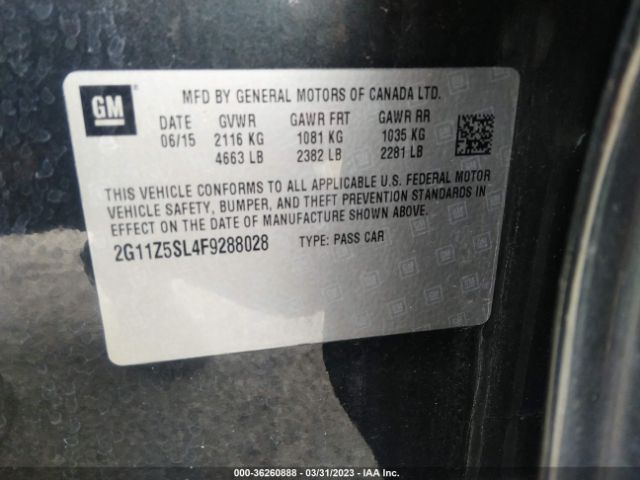 GM
MFD BY GENERAL MOTORS OF CANADA LTD.
DATE GVWR GAWR FRT GAWR RR
06/15 2116 KG 1081 KG 1035 KG
4663 LB 2382 LB 2281 LB
THIS VEHICLE CONFORMS TO ALL APPLICABLE U.S. FEDERAL MOTOR
VEHICLE SAFETY, BUMPER, AND THEFT PREVENTION STANDARDS IN
EFFECT ON THE DATE OF MANUFACTURE SHOWN ABOVE.
2G11Z5SL4F9288028 TYPE: PASS CAR
000-36260888 - 03/31/2023 - IAA Inc.